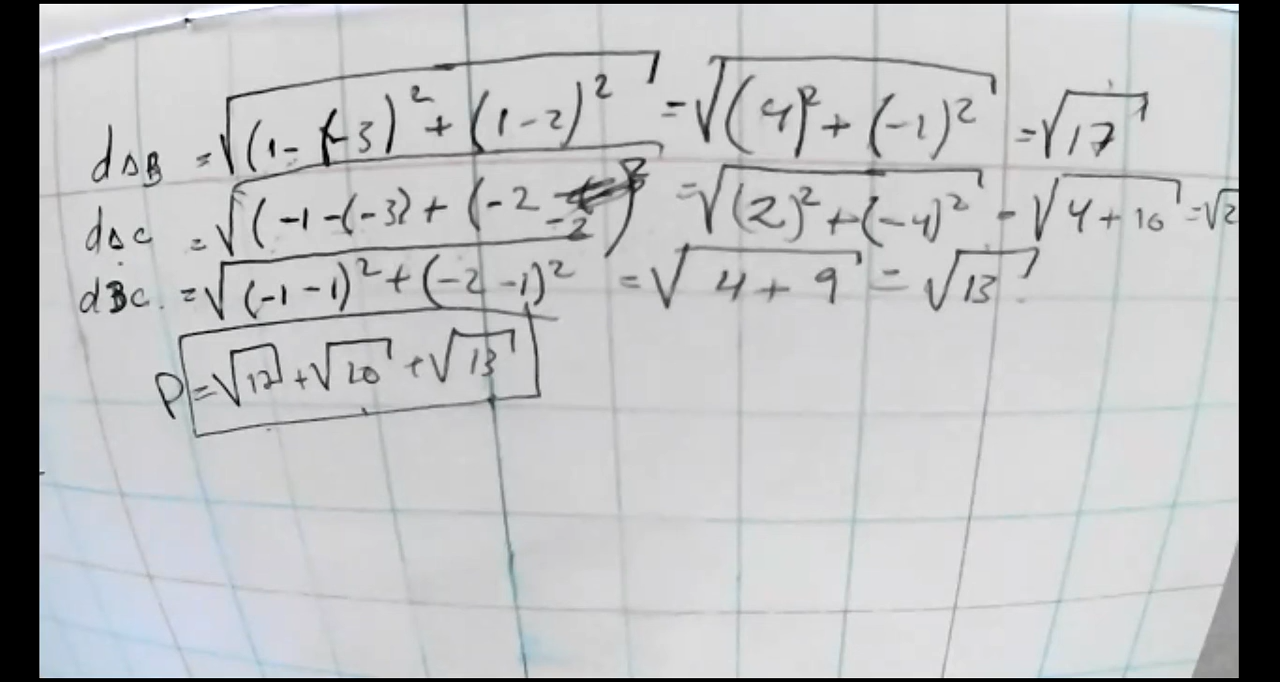 dAB = √((1-(-3)²+(1-2)²) = √((4)²+(-1)²) = √17
dAC = √((-1-(-3)+(-2-2)²) = √((2)²+(-4)²) - √(4+16) = √2
dBC. = √((-1-1)²+(-2-1)²) = √(4+9) = √13
P = √17+√20+√13